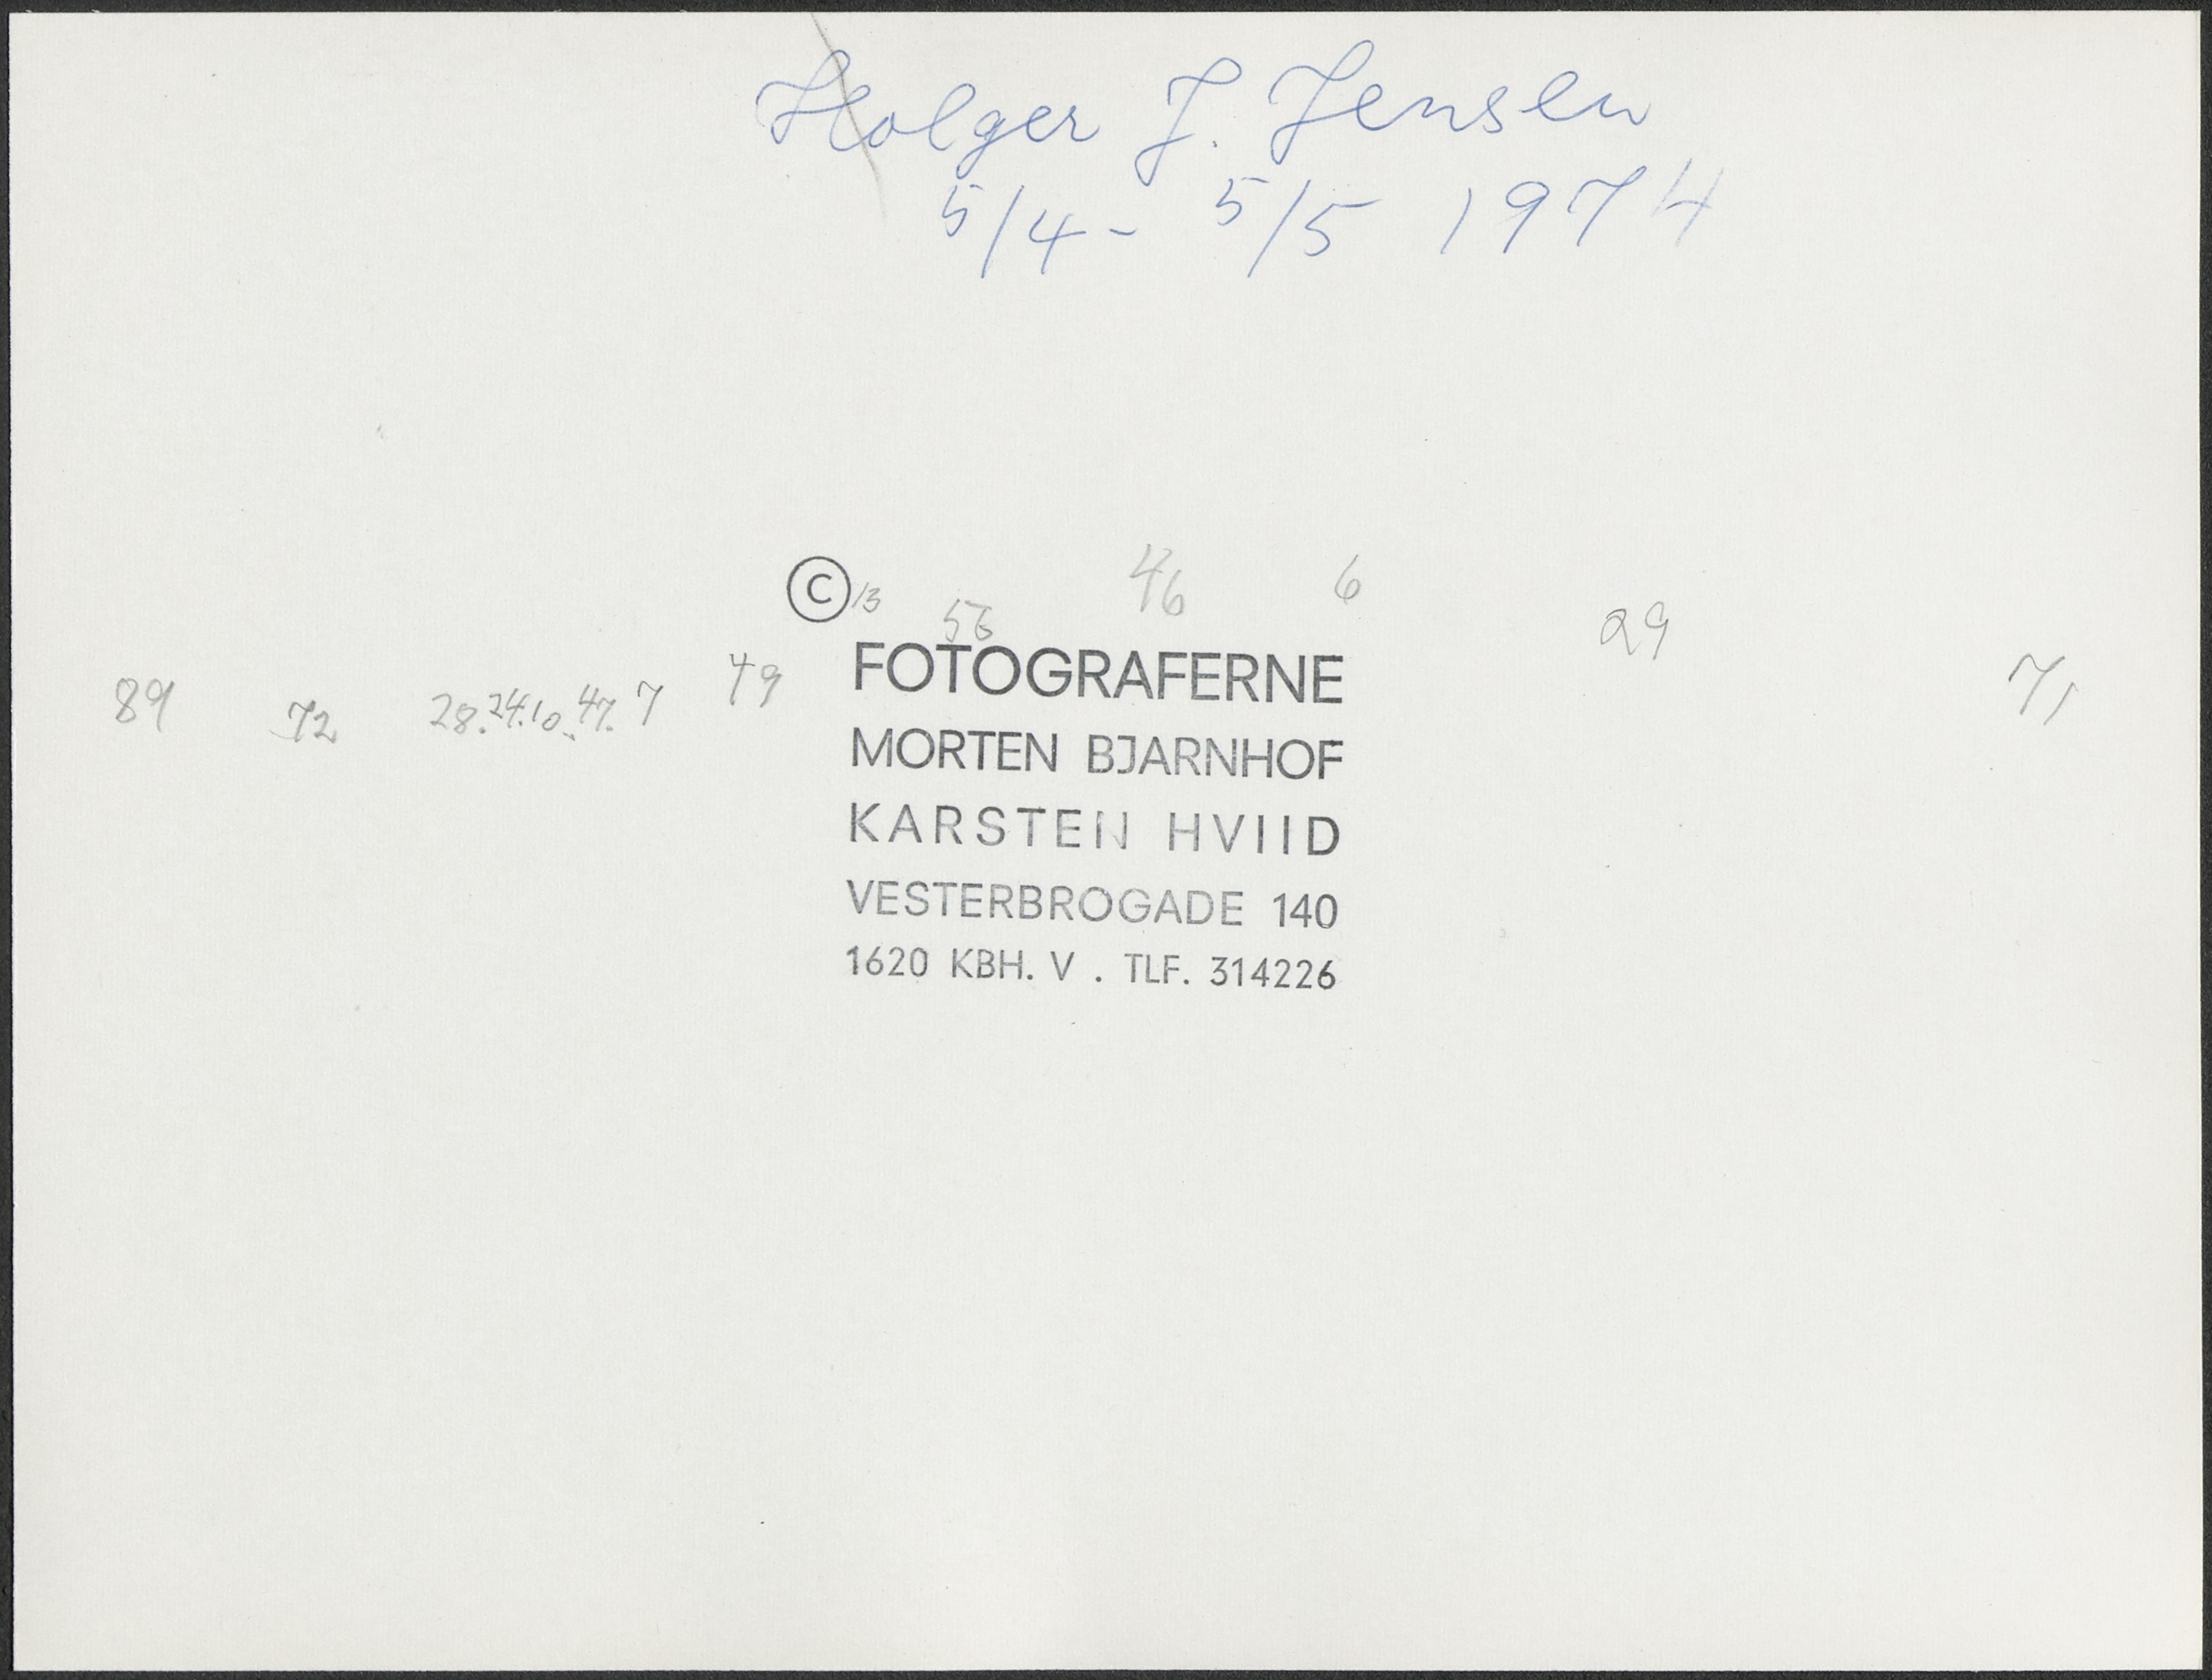 Holger J. Jensen
5/4 - 5/5 1974
© 13 56 46 6 29
89 72 28. 24. 10. 47. 7 49 71
FOTOGRAFERNE
MORTEN BJARNHOF
KARSTEN HVIID
VESTERBROGADE 140
1620 KBH. V . TLF. 314226